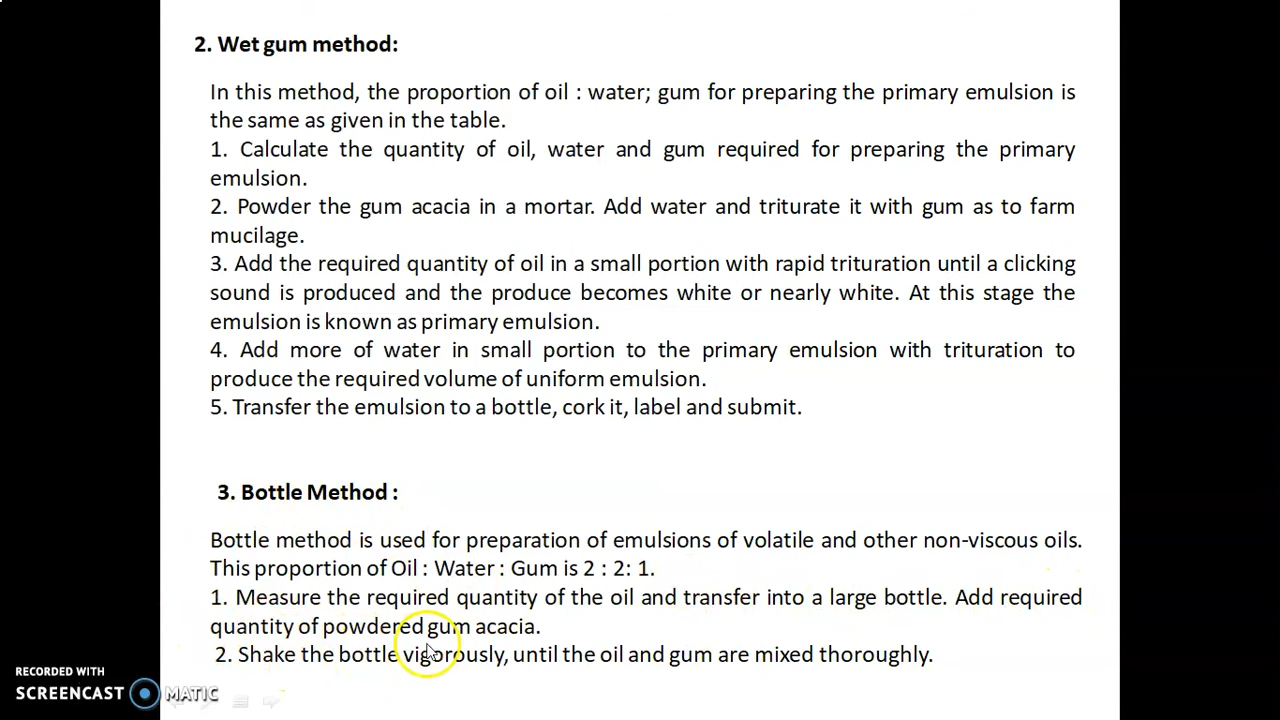 2. Wet gum method:
In this method, the proportion of oil : water; gum for preparing the primary emulsion is
the same as given in the table.
1. Calculate the quantity of oil, water and gum required for preparing the primary
emulsion.
2. Powder the gum acacia in a mortar. Add water and triturate it with gum as to farm
mucilage.
3. Add the required quantity of oil in a small portion with rapid trituration until a clicking
sound is produced and the produce becomes white or nearly white. At this stage the
emulsion is known as primary emulsion.
4. Add more of water in small portion to the primary emulsion with trituration to
produce the required volume of uniform emulsion.
5. Transfer the emulsion to a bottle, cork it, label and submit.
3. Bottle Method :
Bottle method is used for preparation of emulsions of volatile and other non-viscous oils.
This proportion of Oil : Water : Gum is 2 : 2: 1.
1. Measure the required quantity of the oil and transfer into a large bottle. Add required
quantity of powdered gum acacia.
2. Shake the bottle vigorously, until the oil and gum are mixed thoroughly.
RECORDED WITH
SCREENCAST MATIC